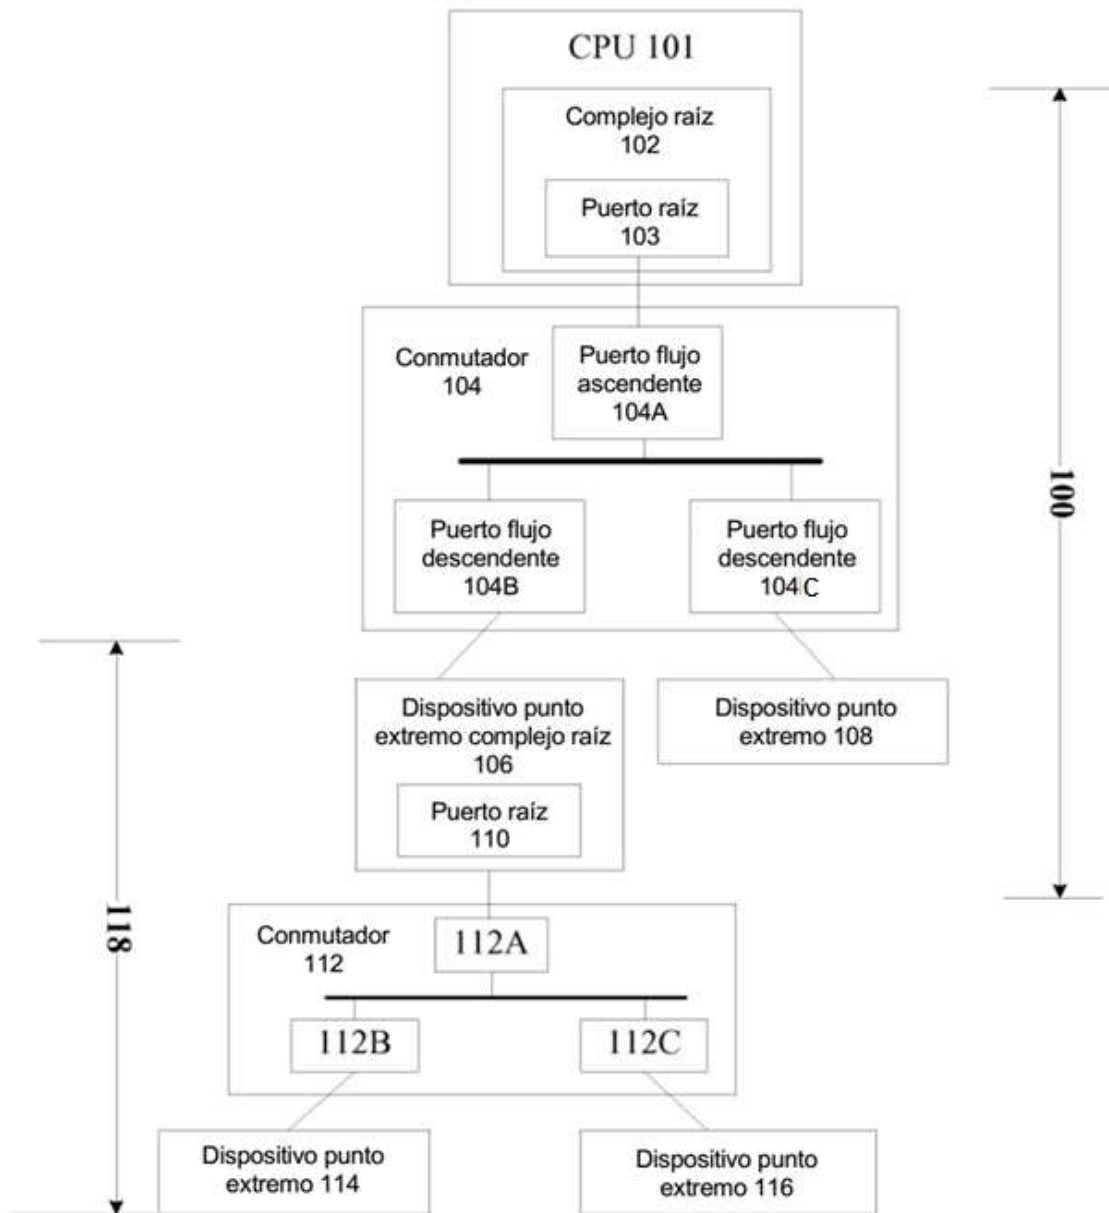 CPU 101
Complejo raíz
102
Puerto raíz
103
Conmutador
104
Puerto flujo
ascendente
104A
100
Puerto flujo
descendente
104B
Puerto flujo
descendente
104C
Dispositivo punto
extremo complejo raíz
106
Dispositivo punto
extremo 108
Puerto raíz
110
118
Conmutador
112
112A
112B
112C
Dispositivo punto
extremo 114
Dispositivo punto
extremo 116